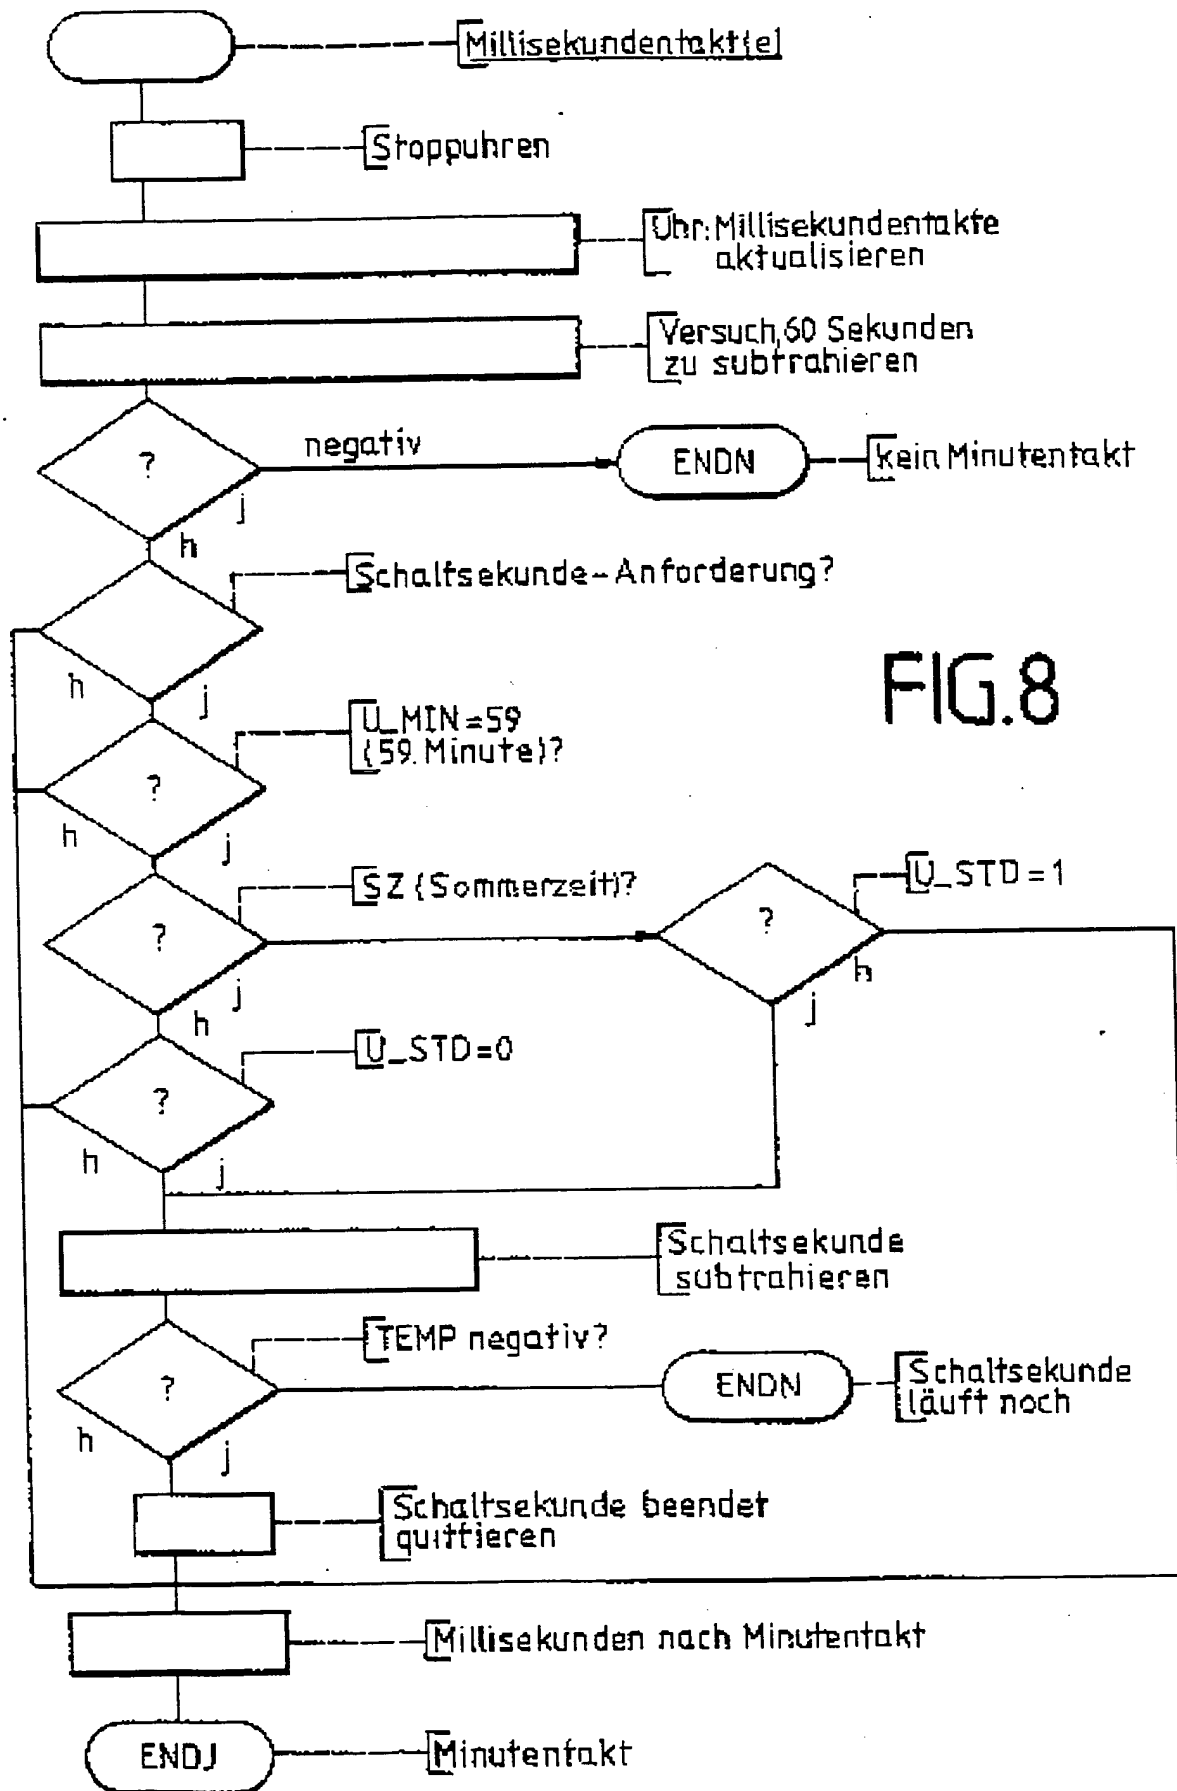 Millisekundentakt(e)
Stoppuhren
Uhr: Millisekundentakte
aktualisieren
Versuch, 60 Sekunden
zu subtrahieren
?
negativ
ENDN
kein Minutentakt
j
h
Schaltsekunde-Anforderung?
h
j
FIG.8
U_MIN=59
(59. Minute)?
?
h
j
SZ (Sommerzeit)?
U_STD=1
?
?
j
h
h
j
U_STD=0
?
h
j
Schaltsekunde
subtrahieren
TEMP negativ?
?
ENDN
Schaltsekunde
läuft noch
h
j
Schaltsekunde beendet
quittieren
Millisekunden nach Minutentakt
ENDJ
Minutentakt